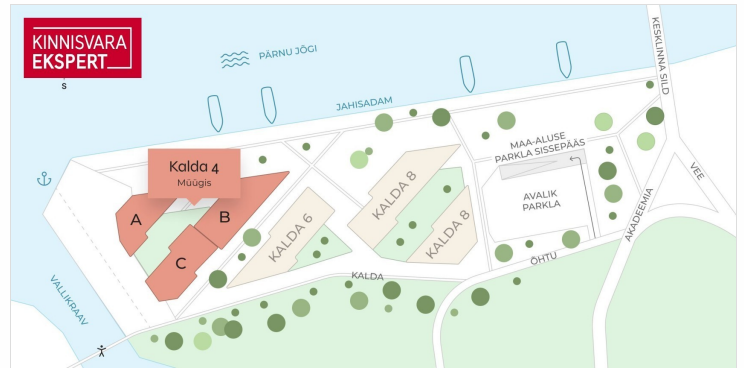 KINNISVARA
EKSPERT
S
PÄRNU JÕGI
JAHISADAM
KESKLINNA SILD
Kalda 4
Müügis
MAA-ALUSE
PARKLA SISSEPÄÄS
AVALIK
PARKLA
A
B
C
KALDA 6
KALDA 8
KALDA 8
VEE
AKADEEMIA
ÕHTU
KALDA
VALLIKRAAV